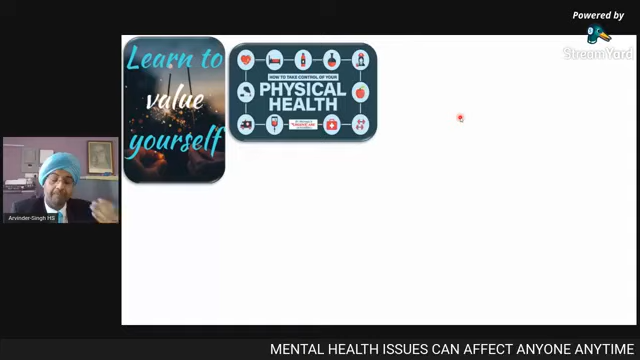 Powered by
StreamYard
Learn to
value
yourself
HOW TO TAKE CONTROL OF YOUR
PHYSICAL
HEALTH
Arvinder-Singh HS
MENTAL HEALTH ISSUES CAN AFFECT ANYONE ANYTIME